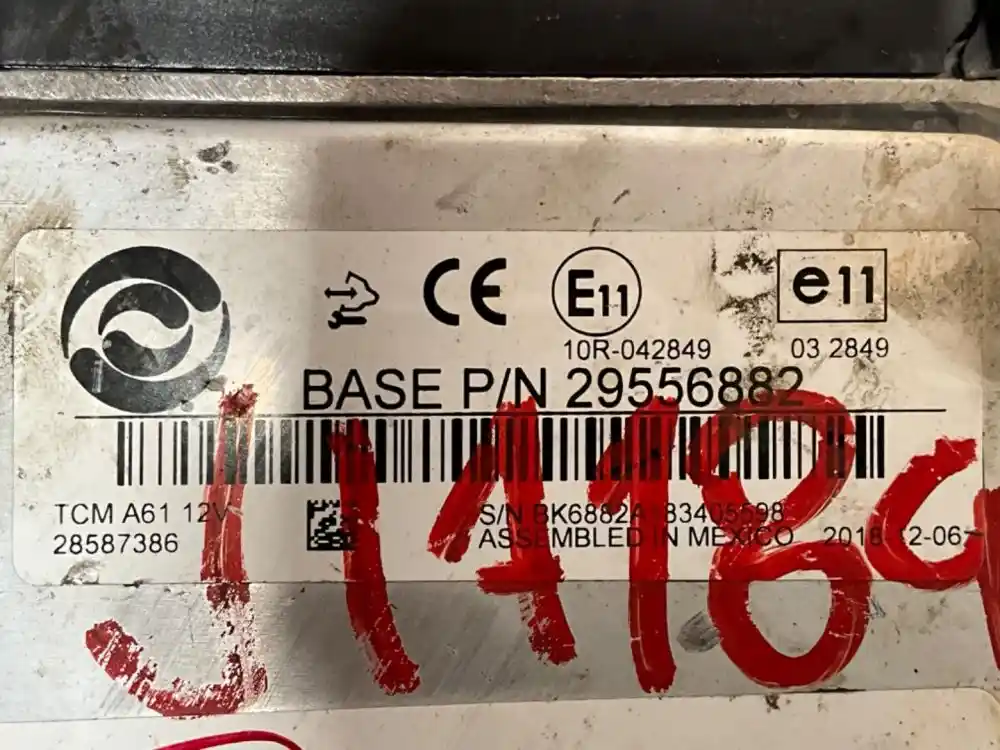 CE
E11
e11
10R-042849
03 2849
BASE P/N 29556882
TCM A61 12V
28587386
ASSEMBLED IN MEXICO